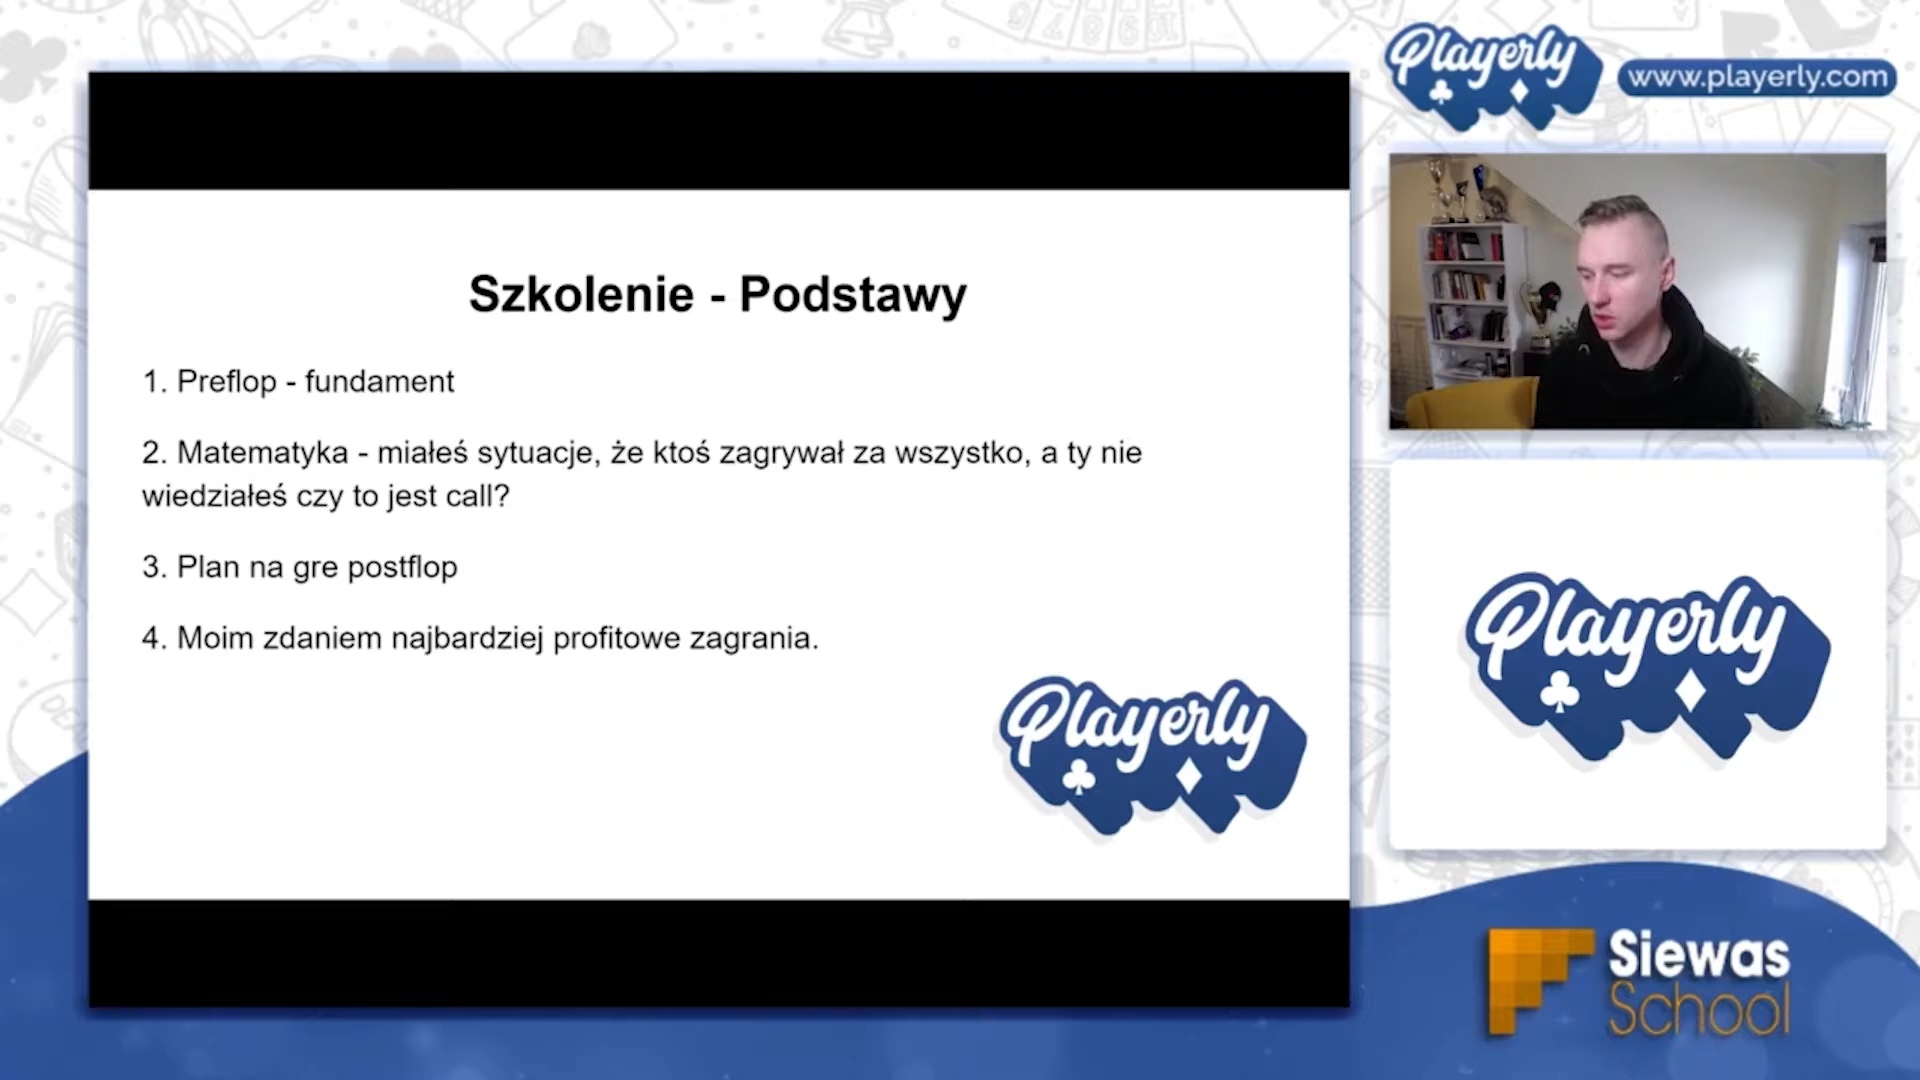 Playerly
www.playerly.com
Szkolenie - Podstawy
1. Preflop - fundament
2. Matematyka - miałeś sytuacje, że ktoś zagrywał za wszystko, a ty nie
wiedziałeś czy to jest call?
3. Plan na gre postflop
4. Moim zdaniem najbardziej profitowe zagrania.
Playerly
Playerly
Siewas
School